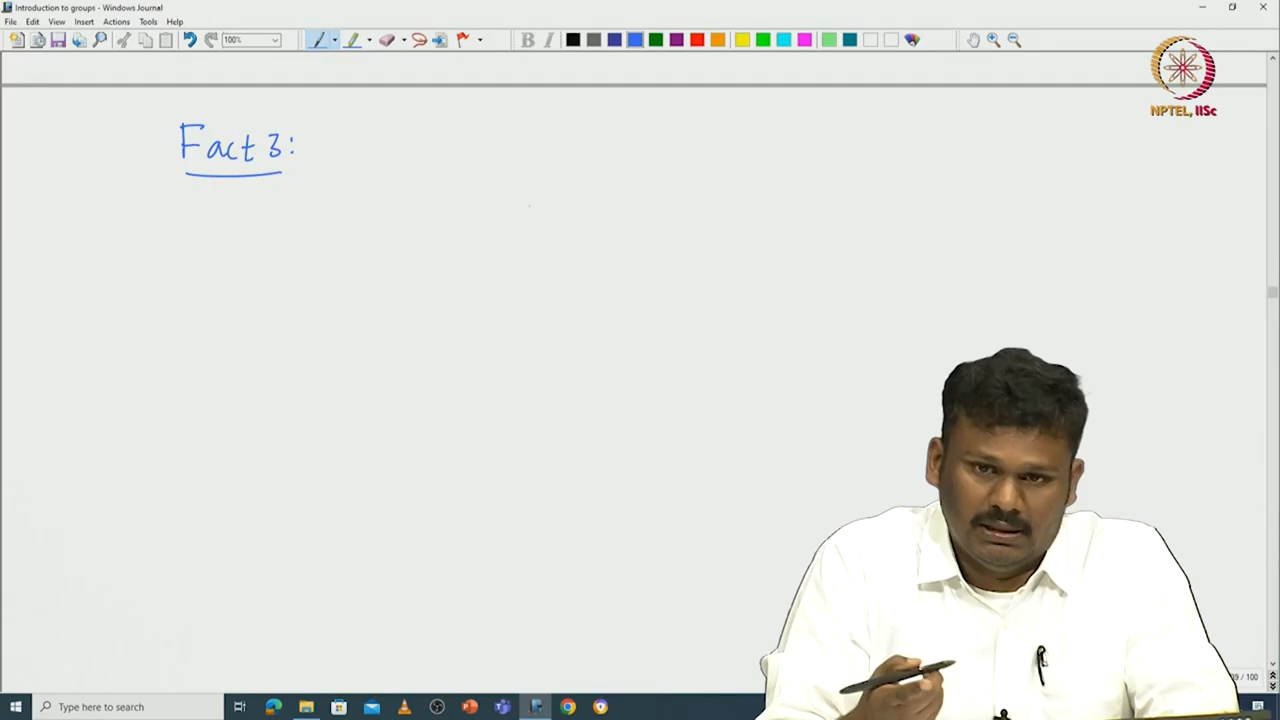 Introduction to groups - Windows Journal
File Edit View Insert Actions Tools Help
100%
B I
NPTEL, IISc
Fact 3:
/ 100
Type here to search